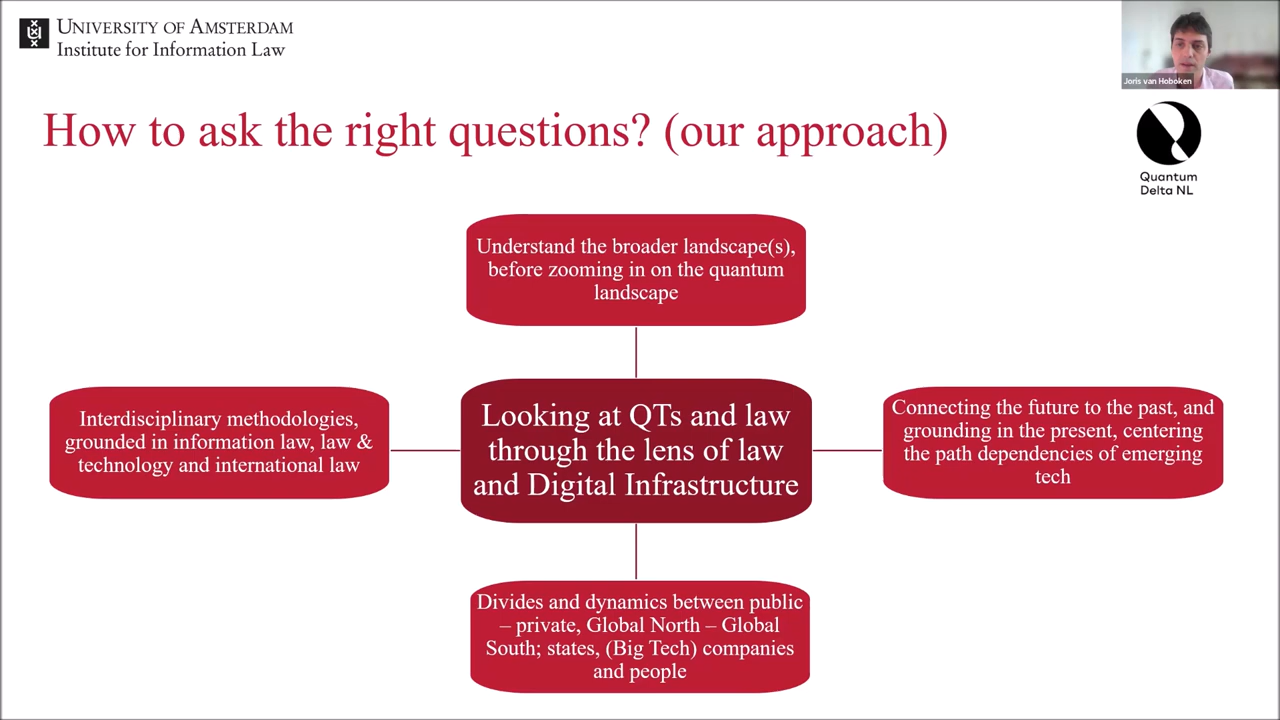 UNIVERSITY OF AMSTERDAM
Institute for Information Law
Joris van Hoboken
How to ask the right questions? (our approach)
Quantum
Delta NL
Understand the broader landscape(s),
before zooming in on the quantum
landscape
Interdisciplinary methodologies,
grounded in information law, law &
technology and international law
Looking at QTs and law
through the lens of law
and Digital Infrastructure
Connecting the future to the past, and
grounding in the present, centering
the path dependencies of emerging
tech
Divides and dynamics between public
– private, Global North – Global
South; states, (Big Tech) companies
and people